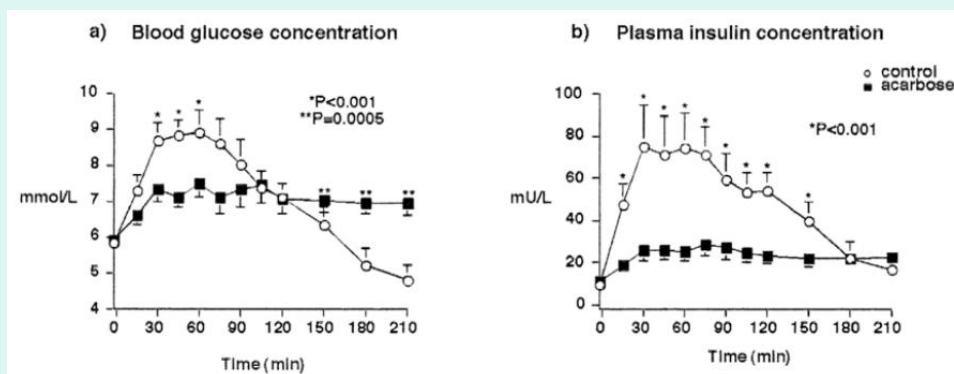 a) Blood glucose concentration
10
9
8
7
6
5
4
mmol/L
*P<0.001
**P=0.0005
* * *
** ** **
0 30 60 90 120 150 180 210
Time (min)
b) Plasma insulin concentration
control
acarbose
100
80
60
40
20
0
mU/L
*P<0.001
* * * * * * * * *
0 30 60 90 120 150 180 210
Time (min)